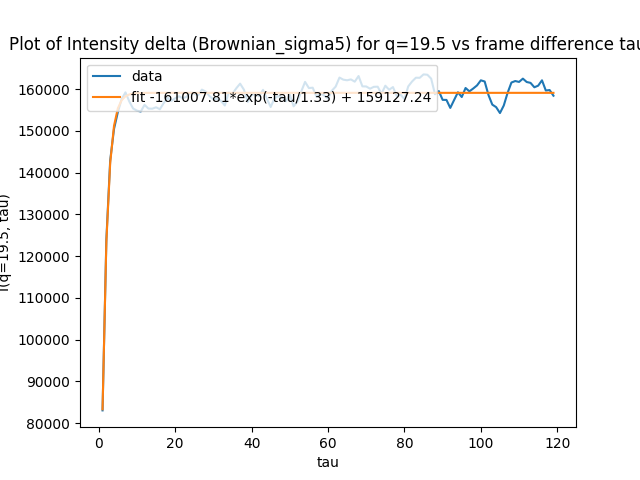 Plot of Intensity delta (Brownian_sigma5) for q=19.5 vs frame difference tau
data
fit -161007.81*exp(-tau/1.33) + 159127.24
160000
150000
140000
130000
120000
110000
100000
90000
80000
I(q=19.5, tau)
0 20 40 60 80 100 120
tau